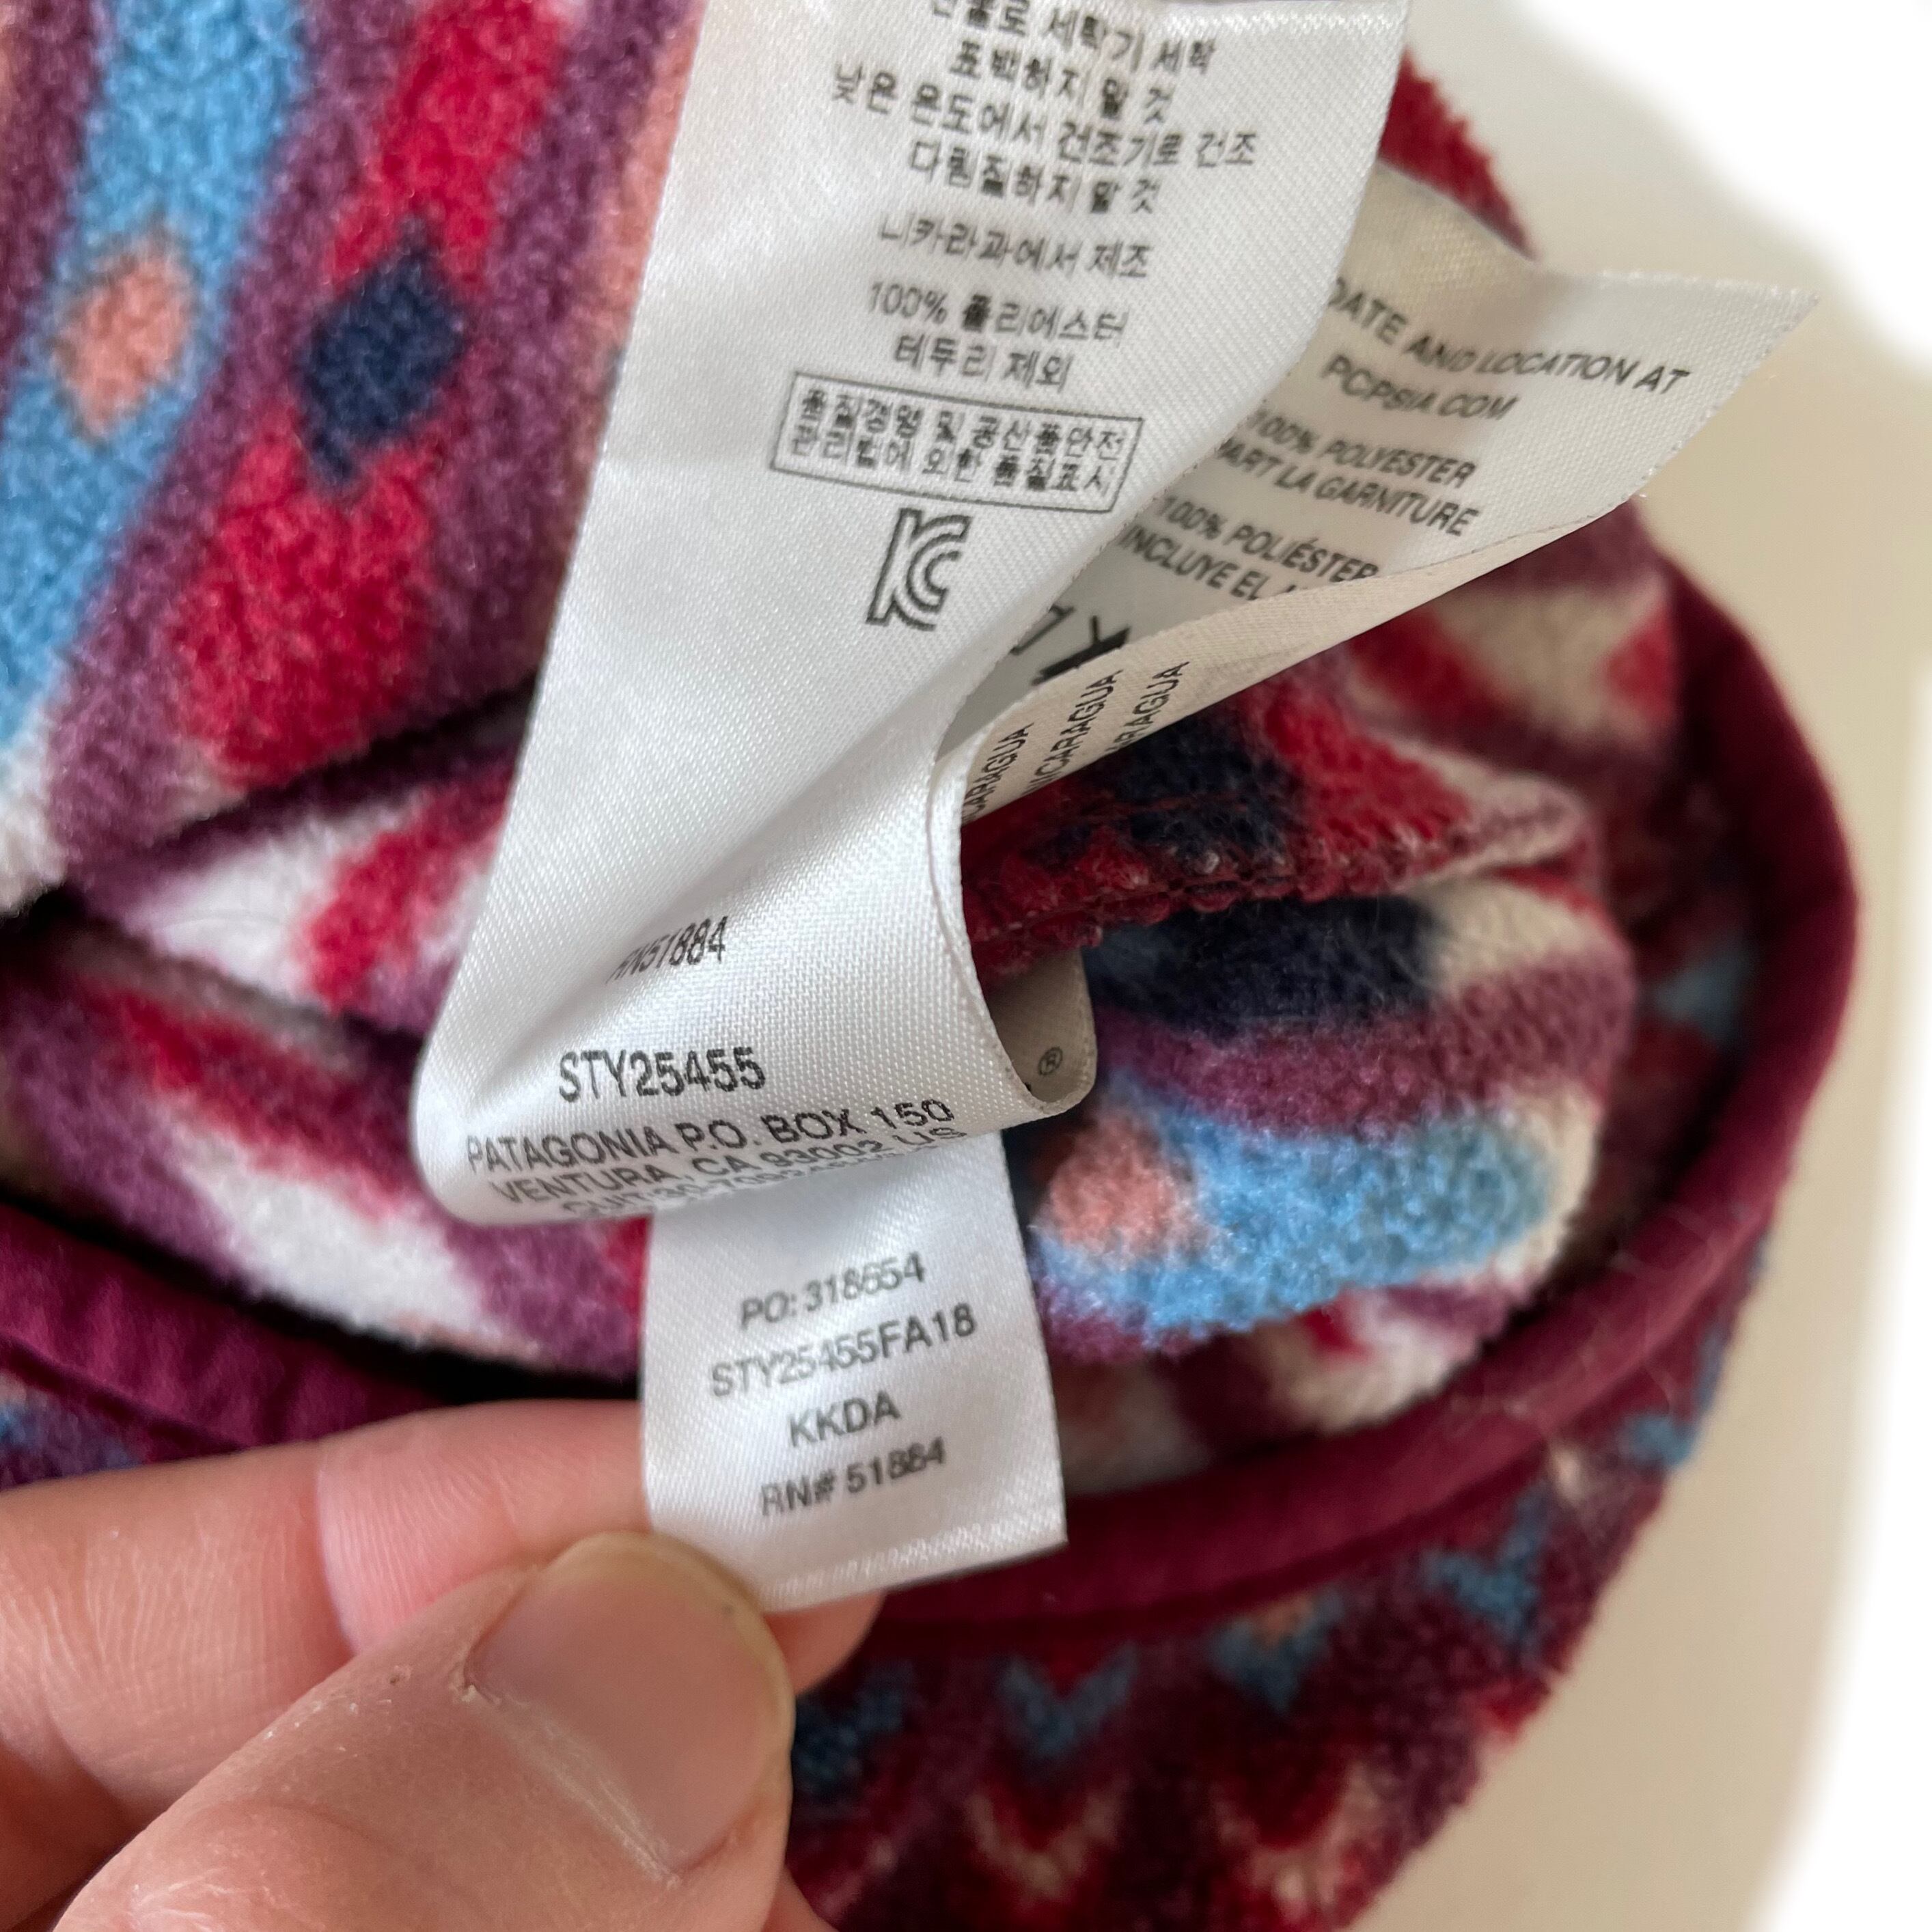 찬물로 세탁기 세탁
표백하지 말 것
낮은 온도에서 건조기로 건조
다림질하지 말 것
니카라과에서 제조
100% 폴리에스터
테두리 제외
품질경영 및 공산품안전
관리법에 의한 품질표시
RN51884
STY25455
PATAGONIA P.O. BOX 150
VENTURA, CA 93002 US
DATE AND LOCATION AT
PCPSIA.COM
100% POLYESTER
PART LA GARNITURE
100% POLIÉSTER
INCLUYE EL
NICARAGUA
®
PO: 318654
STY25455FA18
KKDA
RN# 51884